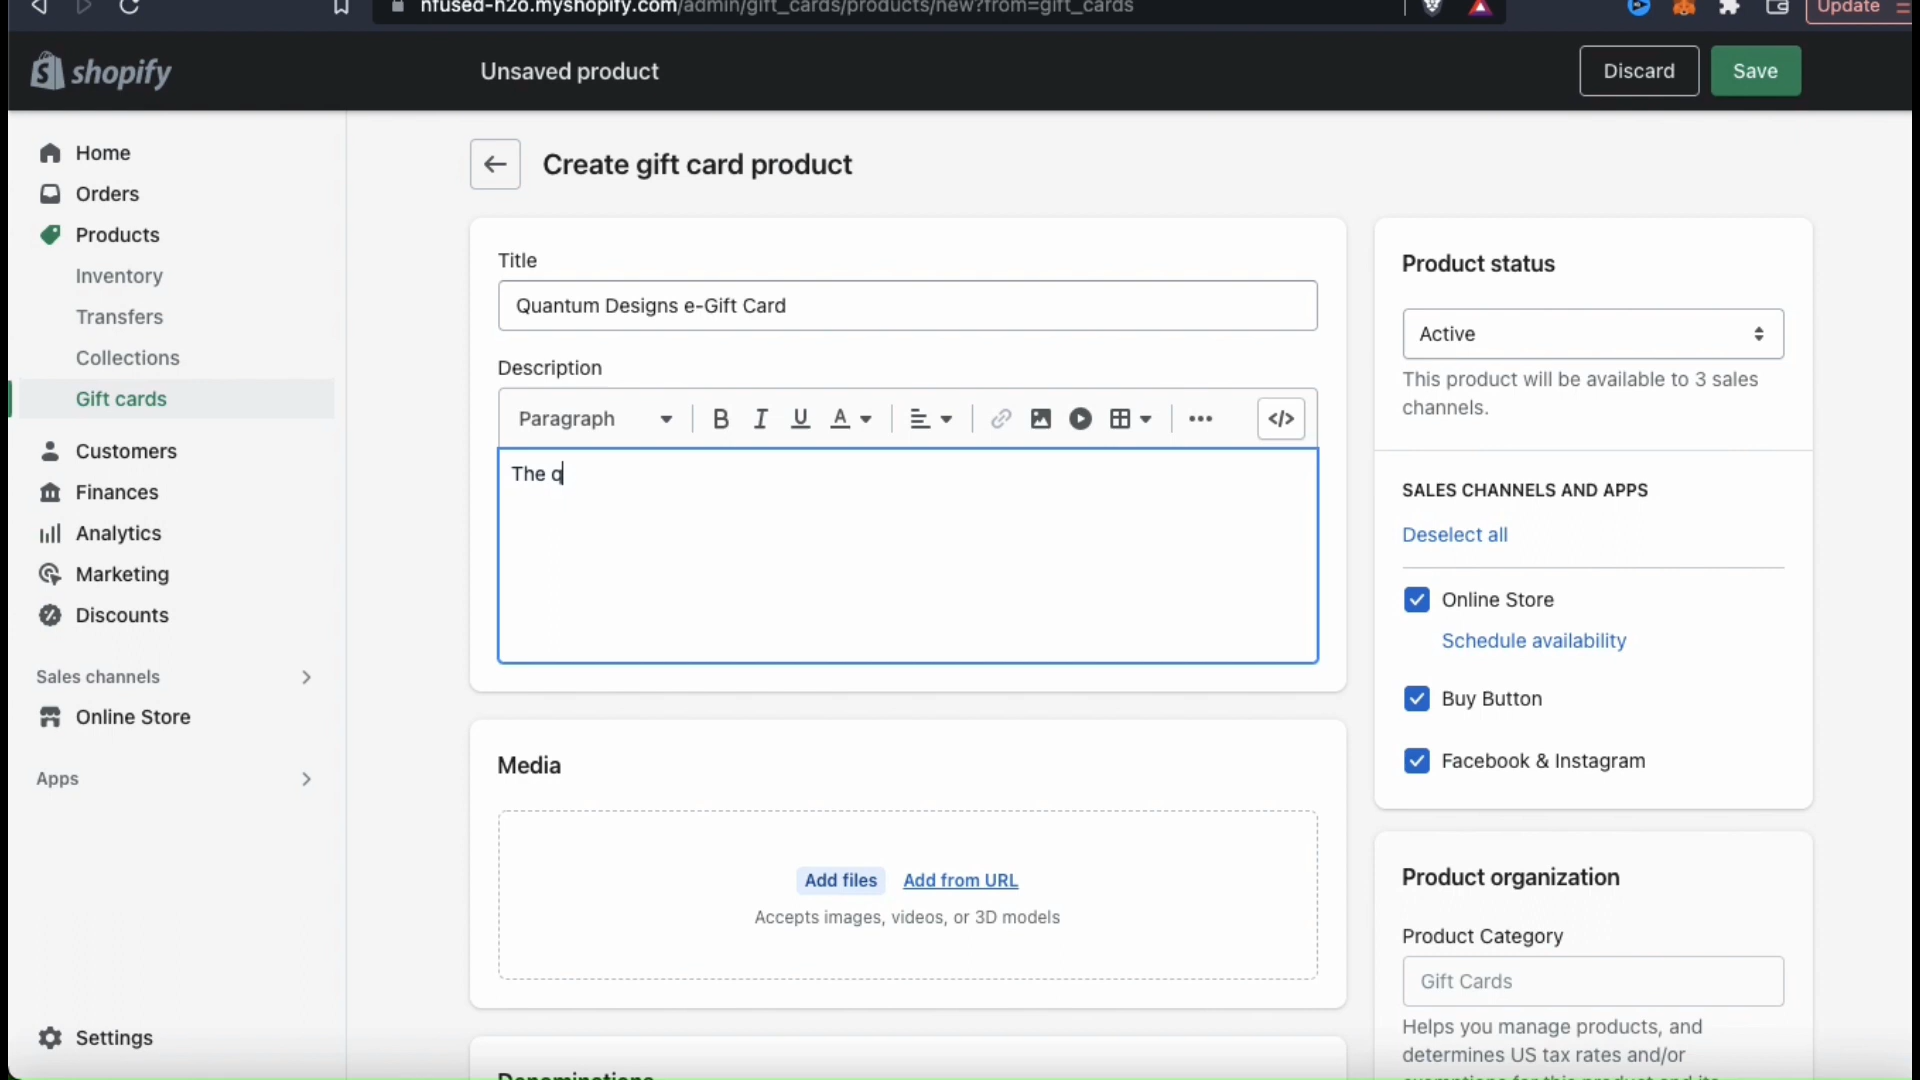 nfused-h2o.myshopify.com/admin/gift_cards/products/new?from=gift_cards
Update
shopify
Unsaved product
Discard
Save
Home
Orders
Products
Inventory
Transfers
Collections
Gift cards
Customers
Finances
Analytics
Marketing
Discounts
Sales channels
Online Store
Apps
Settings
Create gift card product
Title
Quantum Designs e-Gift Card
Description
Paragraph
B I U A
</>
The q
Media
Add files Add from URL
Accepts images, videos, or 3D models
Denominations
Product status
Active
This product will be available to 3 sales
channels.
SALES CHANNELS AND APPS
Deselect all
Online Store
Schedule availability
Buy Button
Facebook & Instagram
Product organization
Product Category
Gift Cards
Helps you manage products, and
determines US tax rates and/or